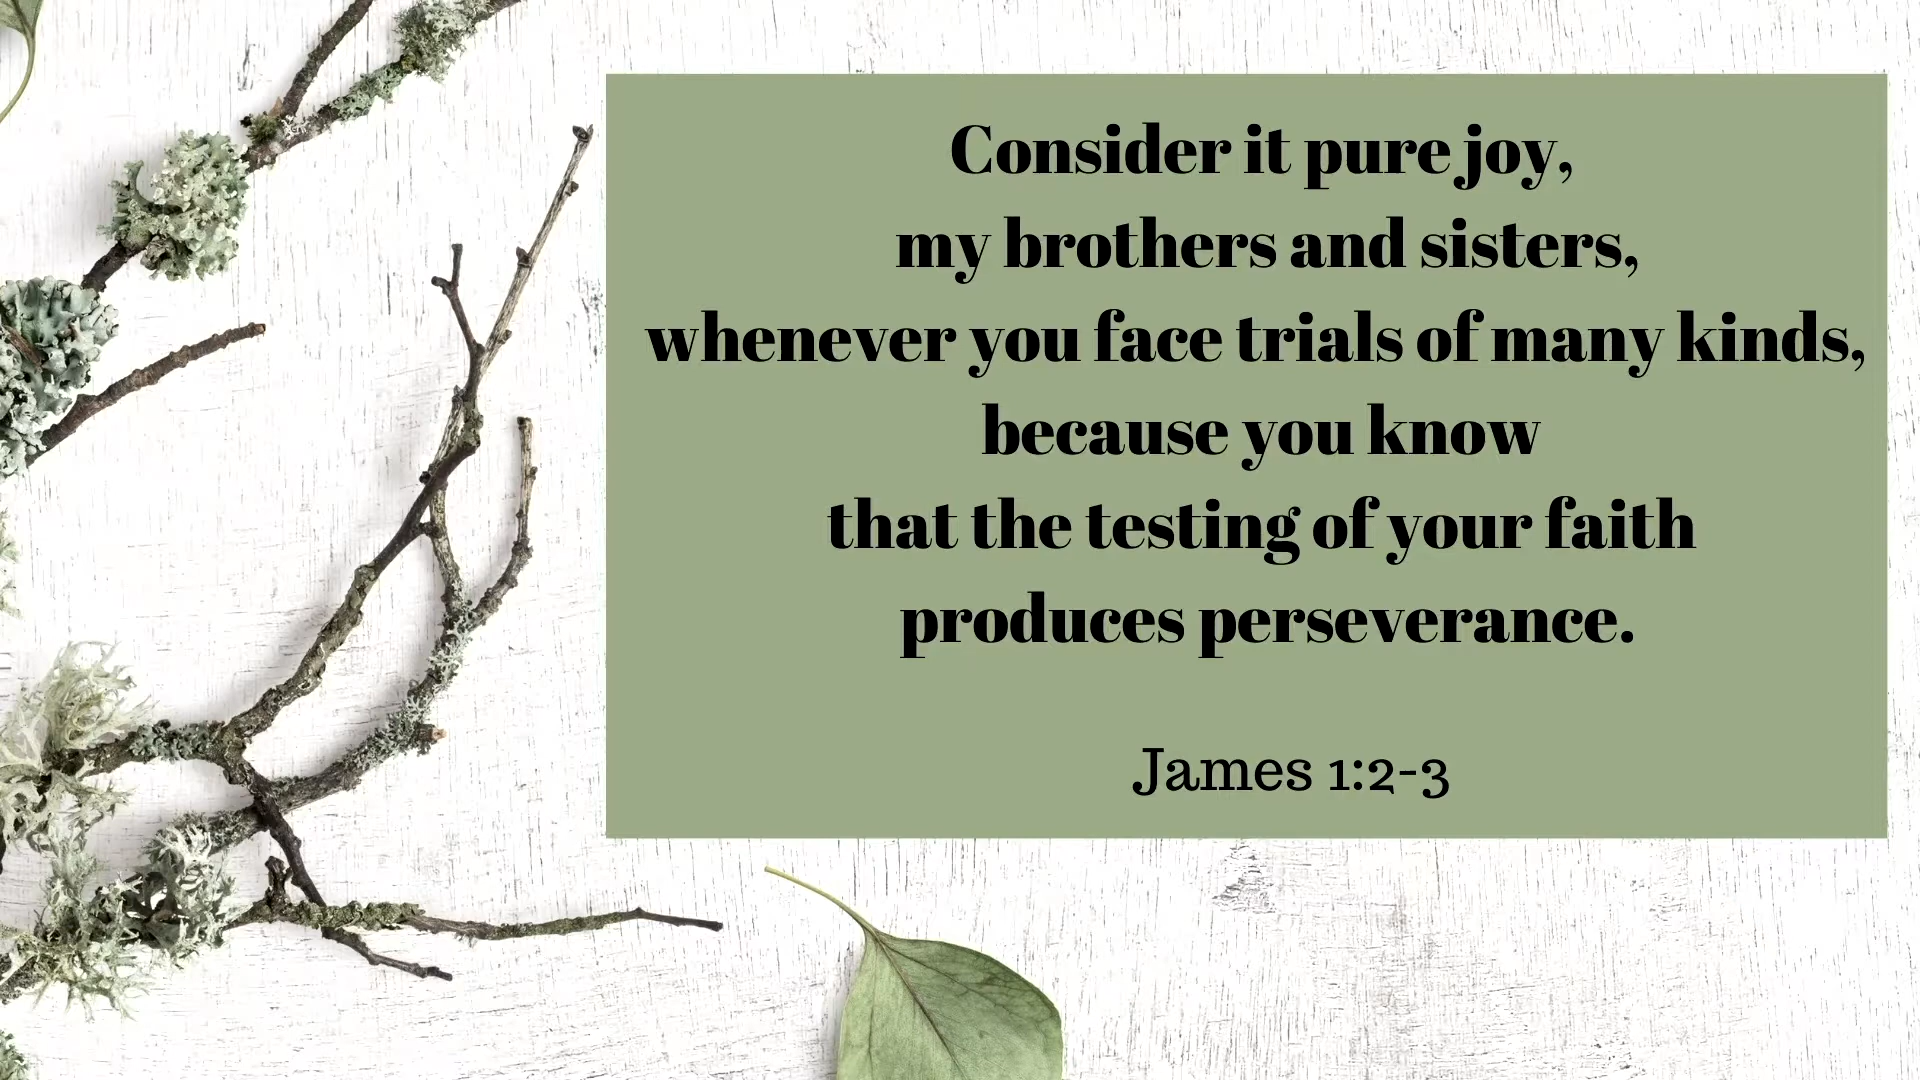 Consider it pure joy,
my brothers and sisters,
whenever you face trials of many kinds,
because you know
that the testing of your faith
produces perseverance.
James 1:2-3